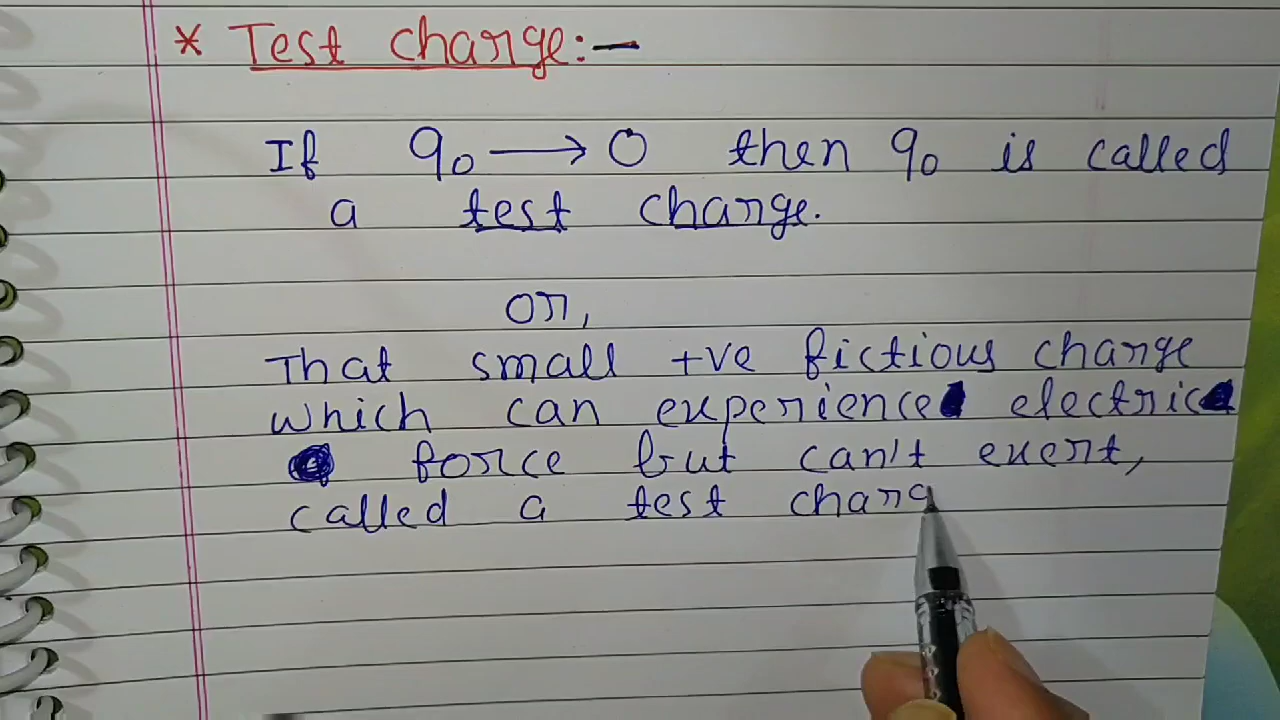 * Test charge:-
If q₀ → 0 then q₀ is called
a test charge.
or,
That small +ve fictious charge
which can experience electric
force but can't exert,
called a test charg